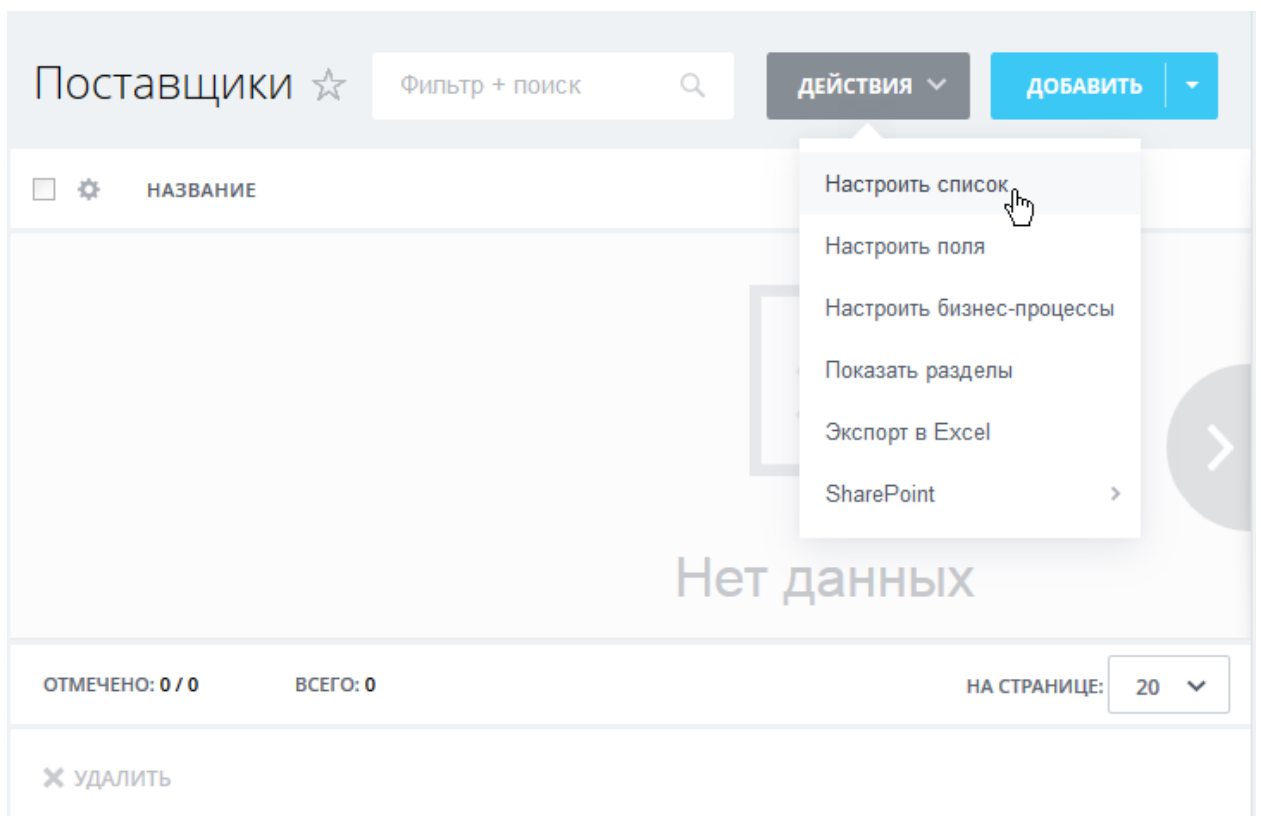 Поставщики
Фильтр + поиск
ДЕЙСТВИЯ
ДОБАВИТЬ
НАЗВАНИЕ
Настроить список
Настроить поля
Настроить бизнес-процессы
Показать разделы
Экспорт в Excel
SharePoint
Нет данных
ОТМЕЧЕНО: 0 / 0
ВСЕГО: 0
НА СТРАНИЦЕ:
20
УДАЛИТЬ